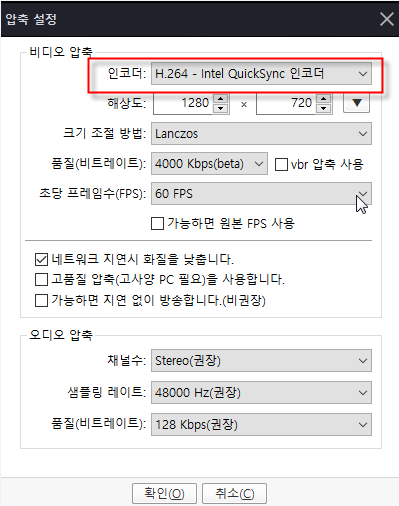 압축 설정
비디오 압축
인코더: H.264 - Intel QuickSync 인코더
해상도: 1280 × 720
크기 조절 방법: Lanczos
품질(비트레이트): 4000 Kbps(beta) vbr 압축 사용
초당 프레임수(FPS): 60 FPS
가능하면 원본 FPS 사용
네트워크 지연시 화질을 낮춥니다.
고품질 압축(고사양 PC 필요)을 사용합니다.
가능하면 지연 없이 방송합니다.(비권장)
오디오 압축
채널수: Stereo(권장)
샘플링 레이트: 48000 Hz(권장)
품질(비트레이트): 128 Kbps(권장)
확인(O) 취소(C)